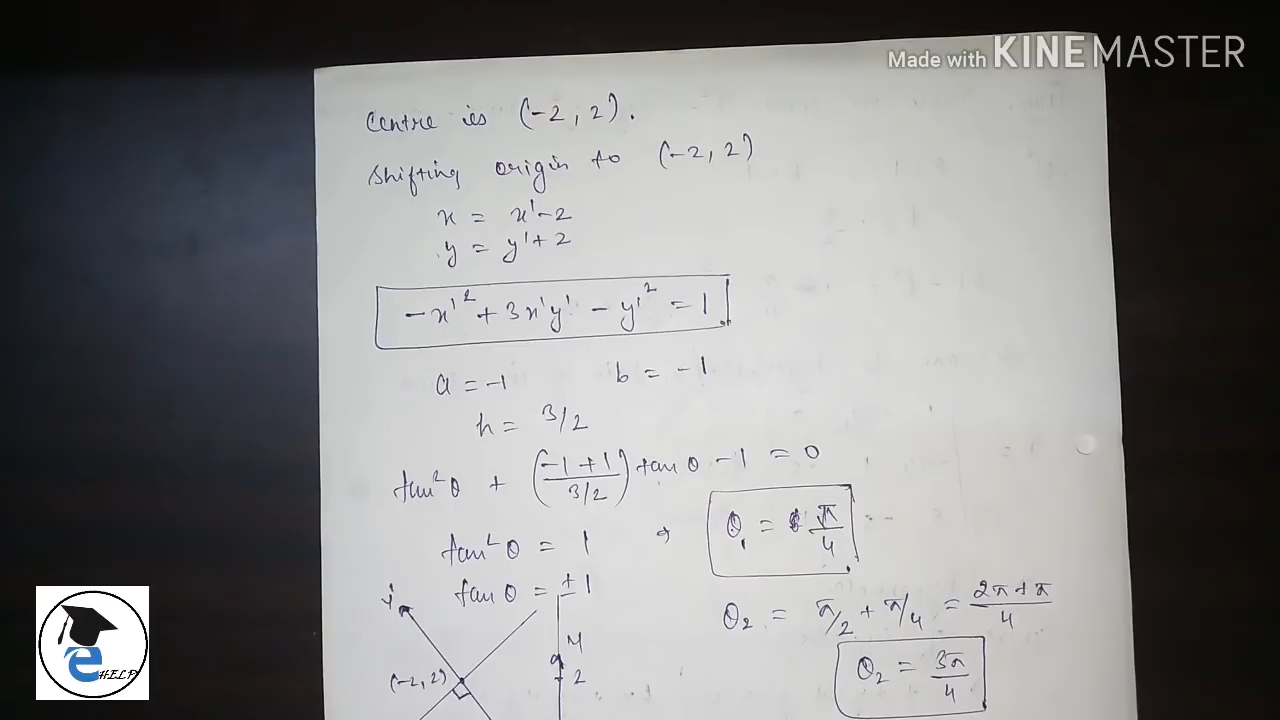 Made with KINEMASTER
Centre is (-2, 2).
Shifting origin to (-2, 2)
x = x'-2
y = y'+2
-x'² + 3x'y' - y'² = 1
a = -1 b = -1
h = 3/2
tan²θ + ((-1+1)/(3/2)) tan θ - 1 = 0
tan²θ = 1
θ₁ = π/4
tan θ = ±1
θ₂ = π/2 + π/4 = (2π+π)/4
θ₂ = 3π/4
(-2, 2)
M
2
e HELP